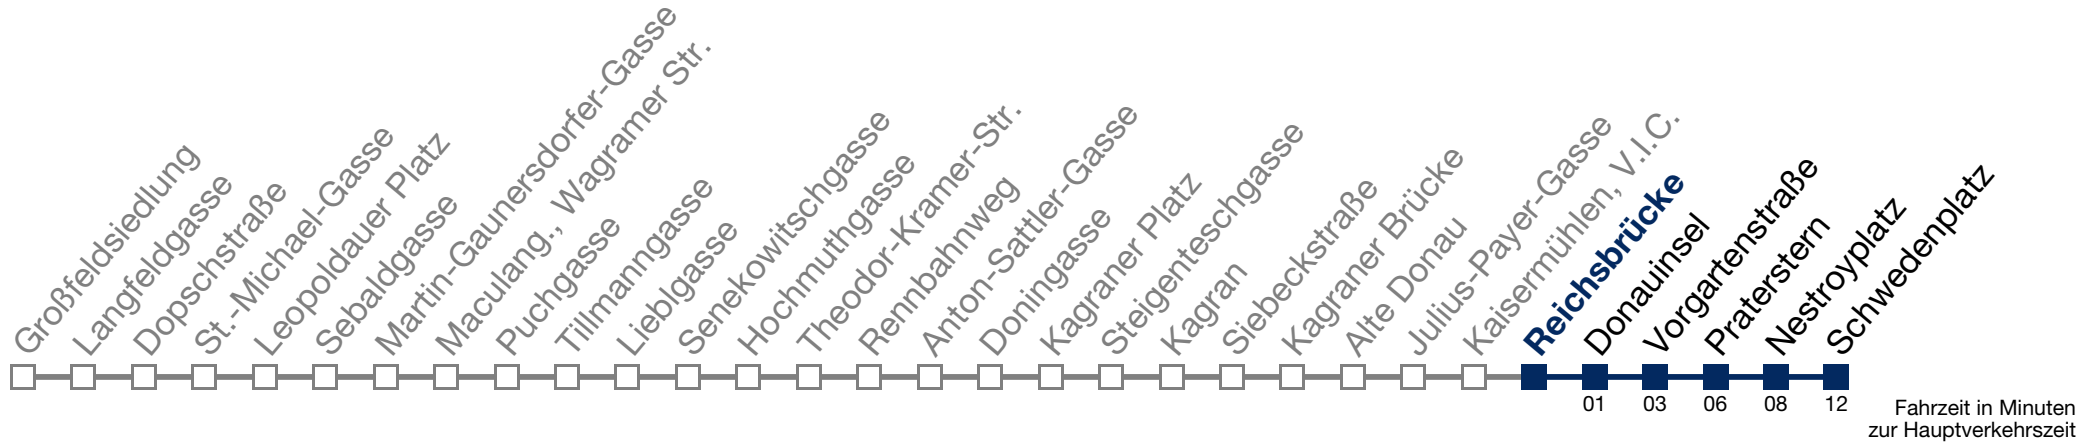 Großfeldsiedlung
Langfeldgasse
Dopschstraße
St.-Michael-Gasse
Leopoldauer Platz
Sebaldgasse
Martin-Gaunersdorfer-Gasse
Maculang., Wagramer Str.
Puchgasse
Tillmanngasse
Lieblgasse
Senekowitschgasse
Hochmuthgasse
Theodor-Kramer-Str.
Rennbahnweg
Anton-Sattler-Gasse
Doningasse
Kagraner Platz
Steigenteschgasse
Kagran
Siebeckstraße
Kagraner Brücke
Alte Donau
Julius-Payer-Gasse
Kaisermühlen, V.I.C.
Reichsbrücke
Donauinsel
Vorgartenstraße
Praterstern
Nestroyplatz
Schwedenplatz
01 03 06 08 12
Fahrzeit in Minuten
zur Hauptverkehrszeit